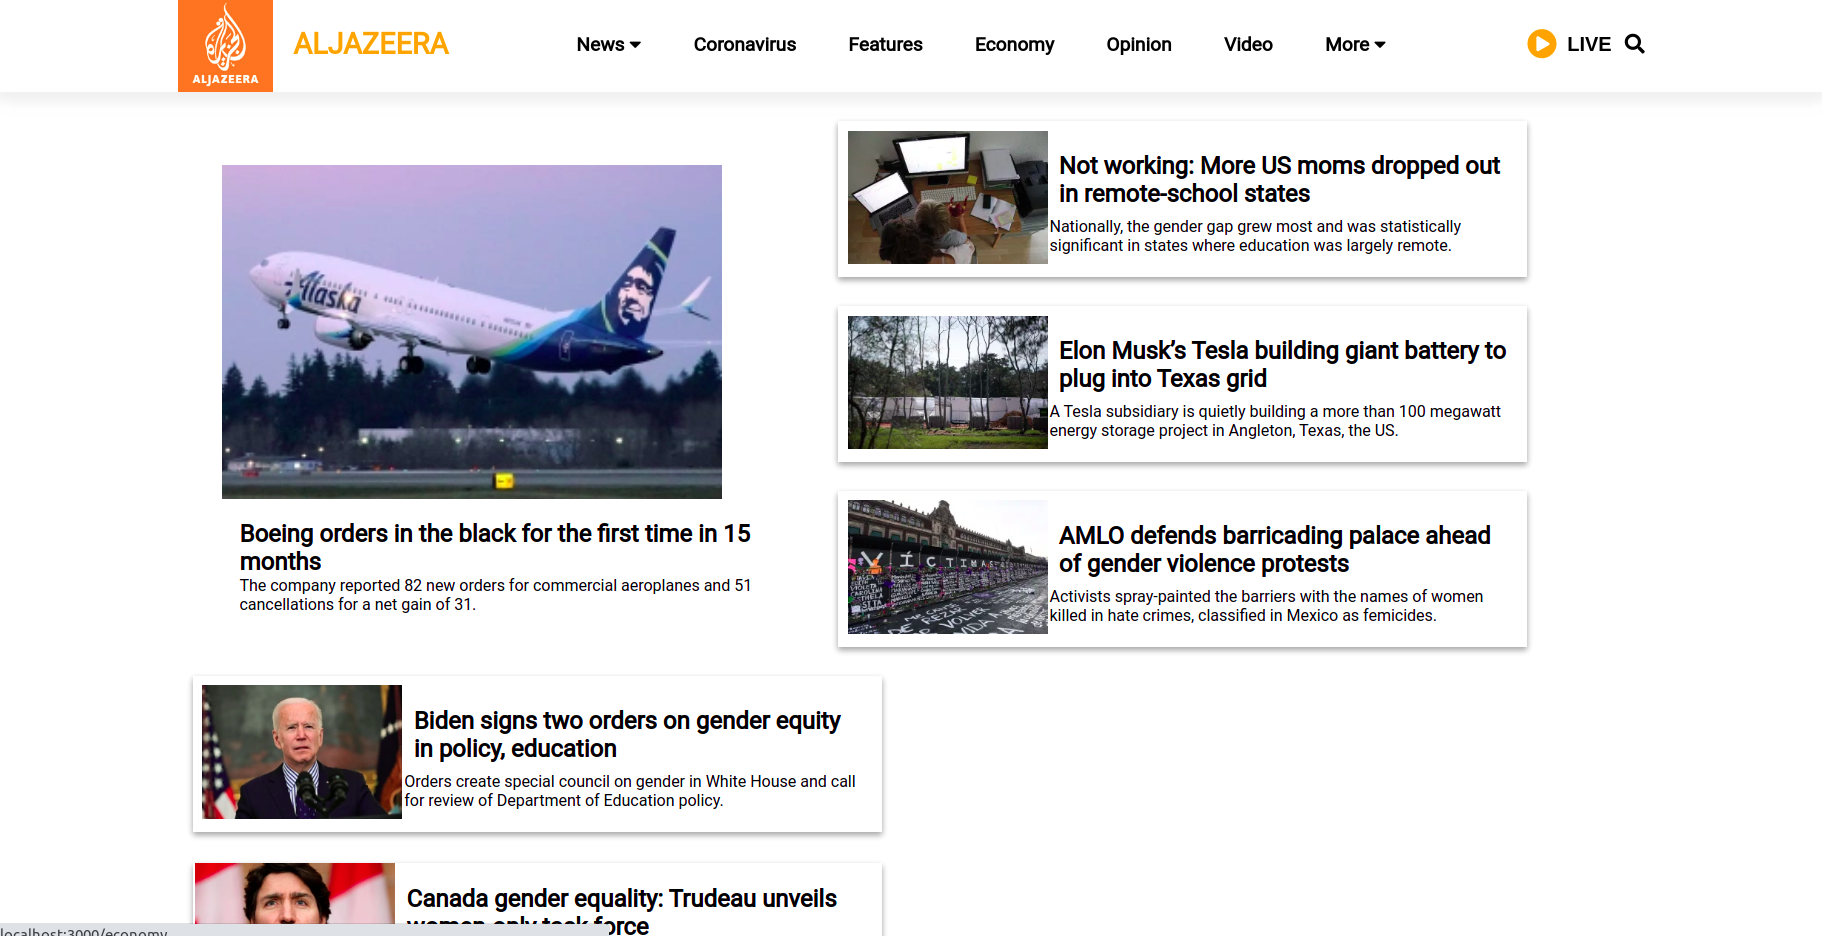 ALJAZEERA
ALJAZEERA
News
Coronavirus
Features
Economy
Opinion
Video
More
LIVE
Alaska
Boeing orders in the black for the first time in 15
months
The company reported 82 new orders for commercial aeroplanes and 51
cancellations for a net gain of 31.
Not working: More US moms dropped out
in remote-school states
Nationally, the gender gap grew most and was statistically
significant in states where education was largely remote.
Elon Musk’s Tesla building giant battery to
plug into Texas grid
A Tesla subsidiary is quietly building a more than 100 megawatt
energy storage project in Angleton, Texas, the US.
VÍCTIMAS
AMLO defends barricading palace ahead
of gender violence protests
Activists spray-painted the barriers with the names of women
killed in hate crimes, classified in Mexico as femicides.
Biden signs two orders on gender equity
in policy, education
Orders create special council on gender in White House and call
for review of Department of Education policy.
Canada gender equality: Trudeau unveils
women-only task force
localhost:3000/economy